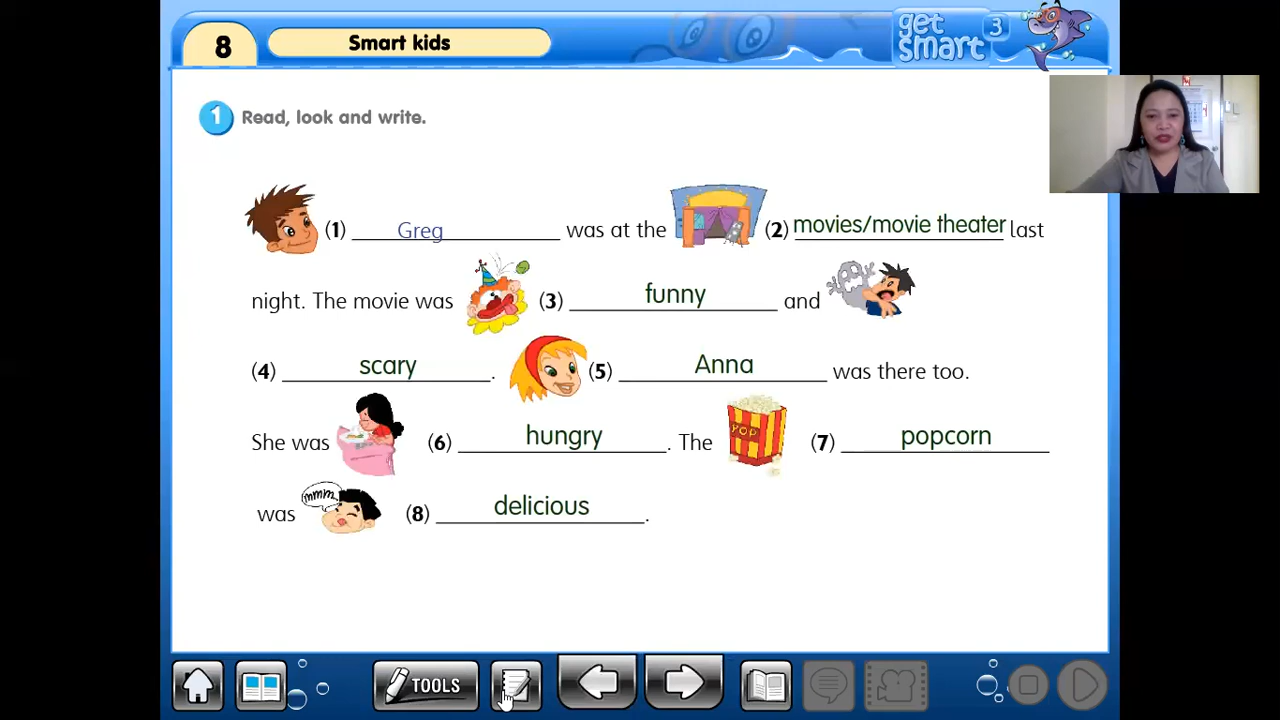 8
Smart kids
get
smart 3
1 Read, look and write.
(1) Greg was at the (2) movies/movie theater last
night. The movie was (3) funny and
(4) scary. (5) Anna was there too.
She was (6) hungry. The POP (7) popcorn
was mmm (8) delicious.
TOOLS